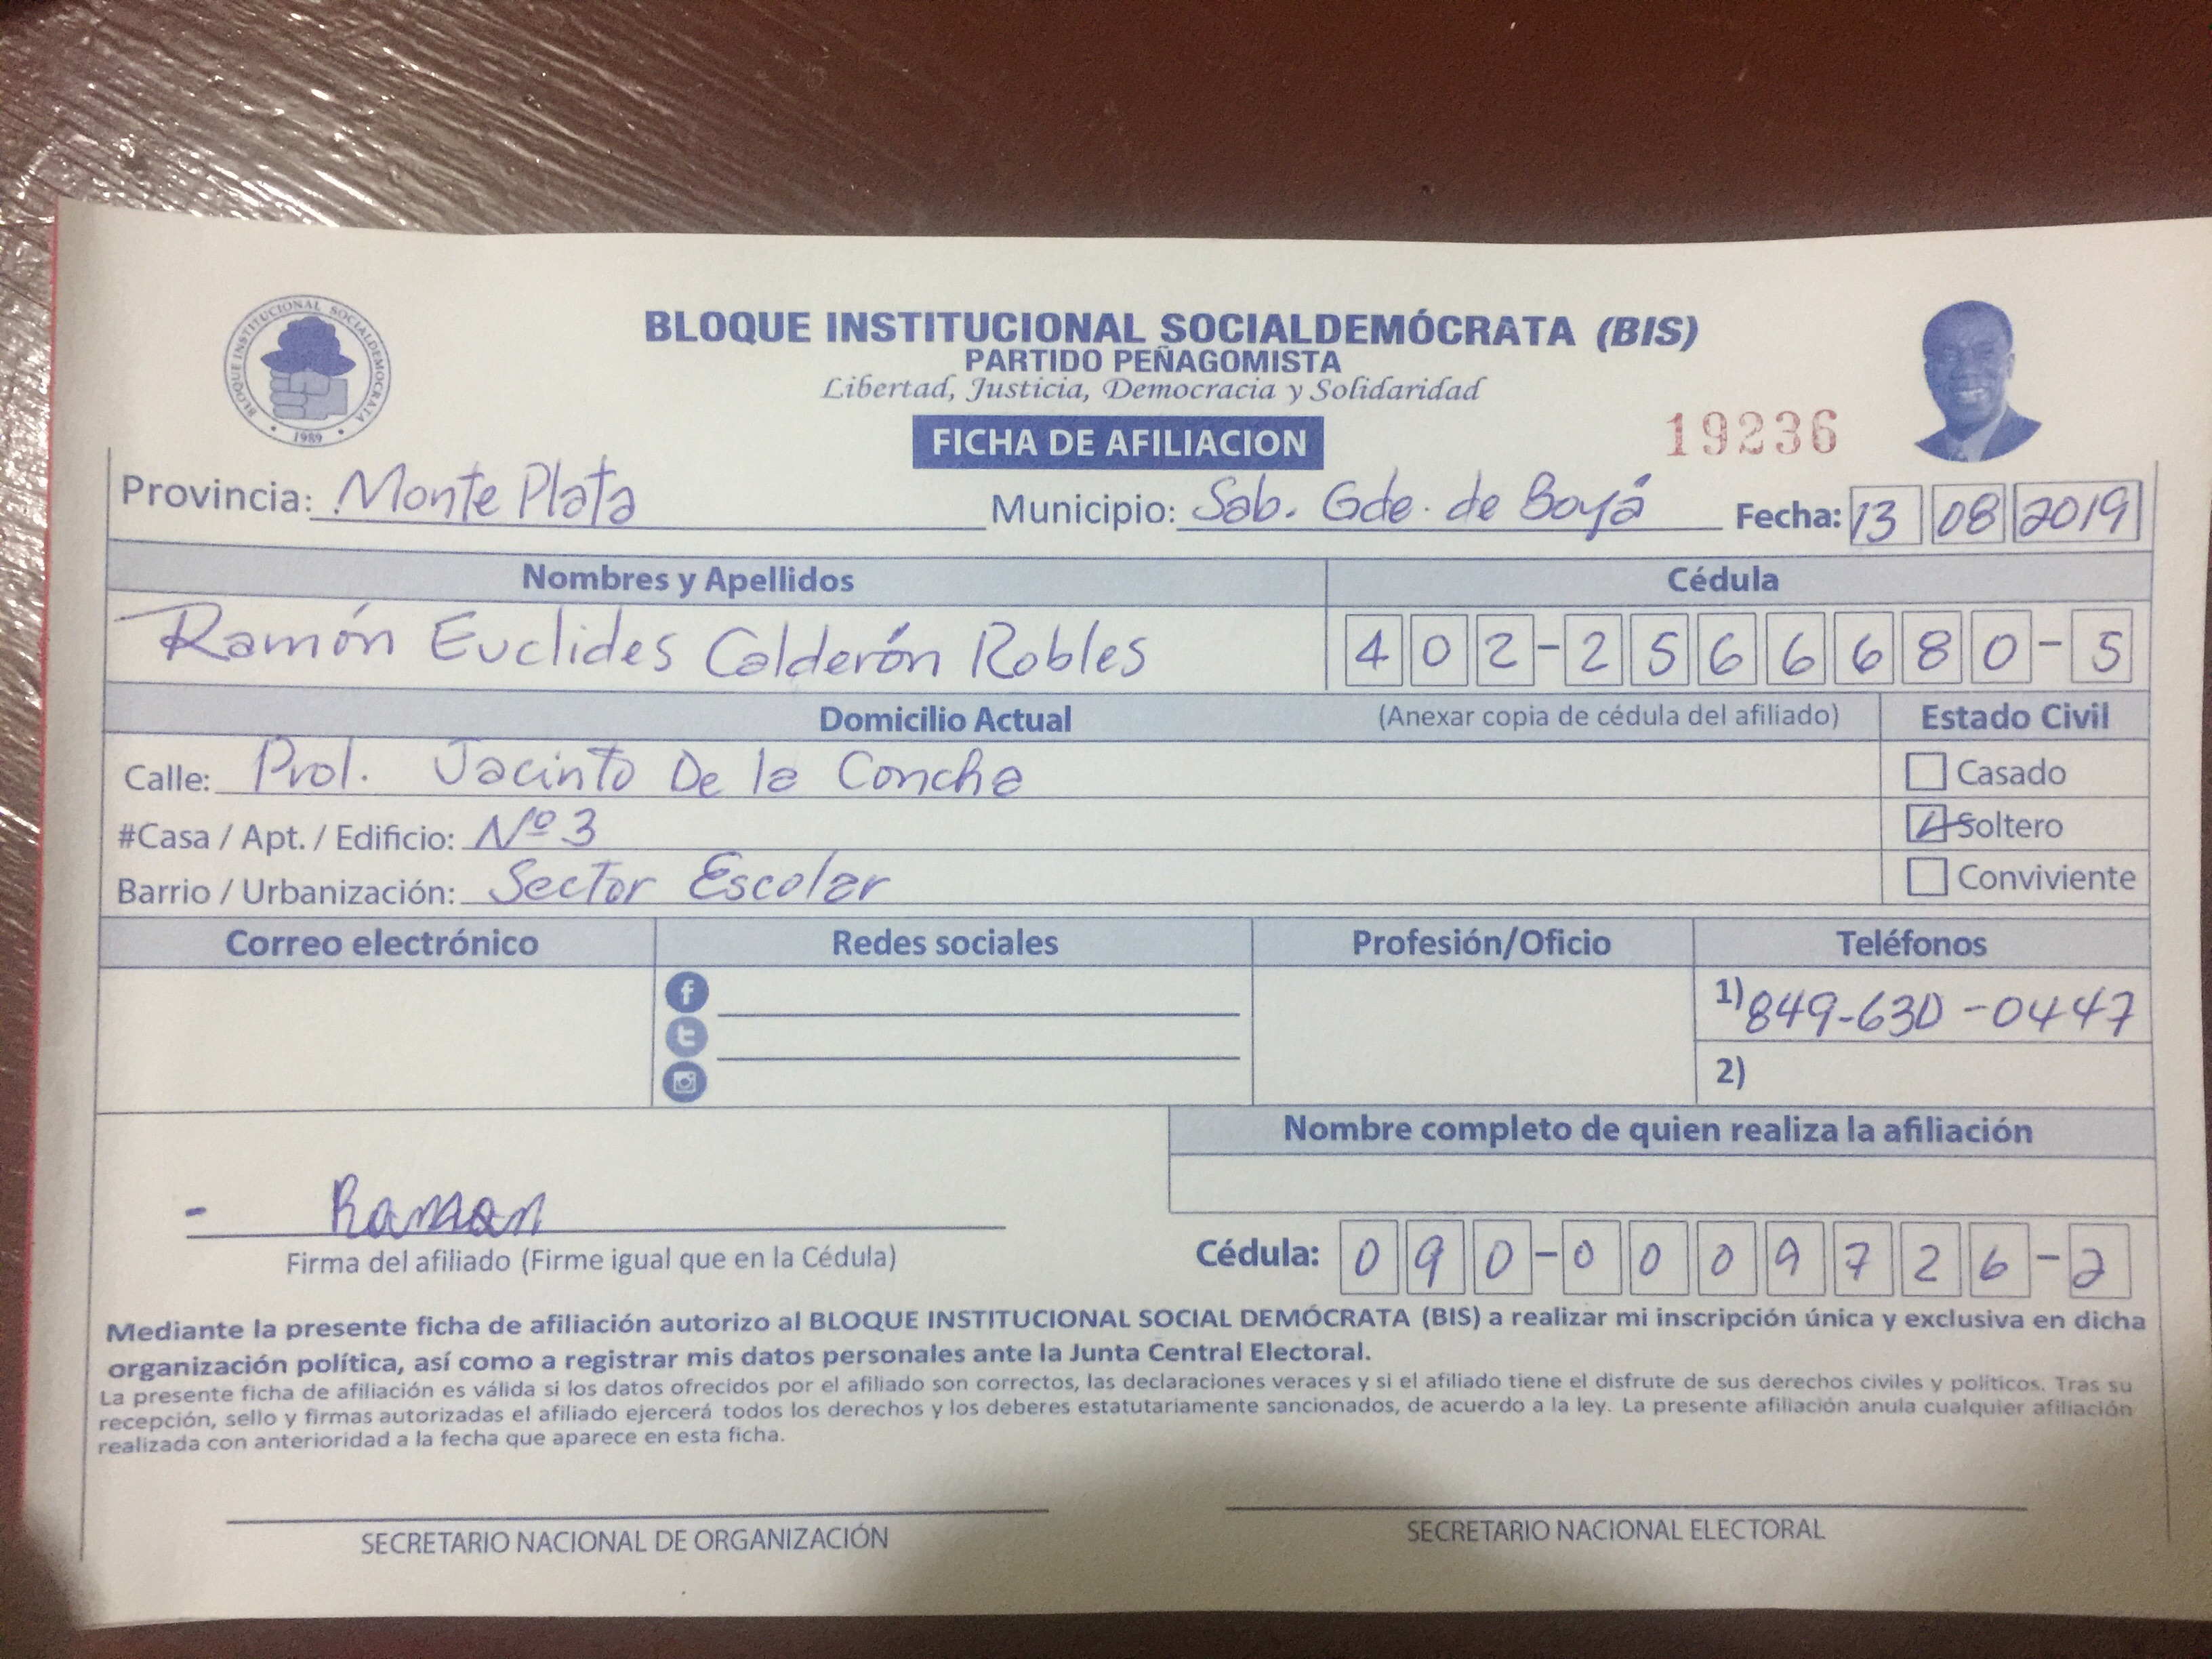 BLOQUE INSTITUCIONAL SOCIALDEMOCRATA
1989
BLOQUE INSTITUCIONAL SOCIALDEMÓCRATA (BIS)
PARTIDO PEÑAGOMISTA
Libertad, Justicia, Democracia y Solidaridad
FICHA DE AFILIACION
19236
Provincia: Monte Plata Municipio: Sab. Gde. de Boyá Fecha: 13 08 2019
Nombres y Apellidos Cédula
Ramón Euclides Calderón Robles 402-2566680-5
Domicilio Actual (Anexar copia de cédula del afiliado) Estado Civil
Calle: Prol. Jacinto De la Concha Casado
#Casa / Apt. / Edificio: Nº 3 Soltero
Barrio / Urbanización: Sector Escolar Conviviente
Correo electrónico Redes sociales Profesión/Oficio Teléfonos
1) 849-630-0447
2)
Nombre completo de quien realiza la afiliación
- Ramon
Firma del afiliado (Firme igual que en la Cédula) Cédula: 090-0009726-2
Mediante la presente ficha de afiliación autorizo al BLOQUE INSTITUCIONAL SOCIAL DEMÓCRATA (BIS) a realizar mi inscripción única y exclusiva en dicha
organización política, así como a registrar mis datos personales ante la Junta Central Electoral.
La presente ficha de afiliación es válida si los datos ofrecidos por el afiliado son correctos, las declaraciones veraces y si el afiliado tiene el disfrute de sus derechos civiles y políticos. Tras su
recepción, sello y firmas autorizadas el afiliado ejercerá todos los derechos y los deberes estatutariamente sancionados, de acuerdo a la ley. La presente afiliación anula cualquier afiliación
realizada con anterioridad a la fecha que aparece en esta ficha.
SECRETARIO NACIONAL DE ORGANIZACIÓN SECRETARIO NACIONAL ELECTORAL